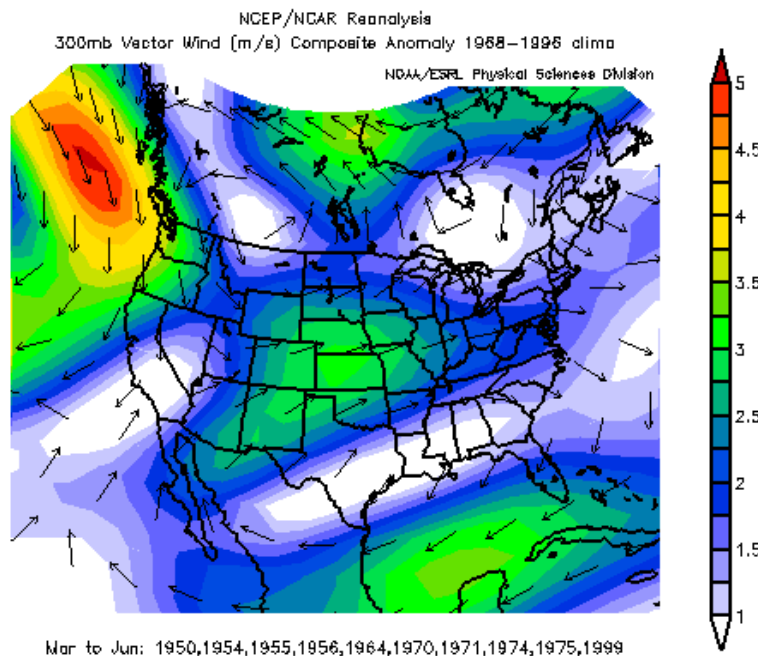 NCEP/NCAR Reanalysis
300mb Vector Wind (m/s) Composite Anomaly 1968-1996 clima
NOAA/ESRL Physical Sciences Division
5
4.5
4
3.5
3
2.5
2
1.5
1
Mar to Jun: 1950,1954,1955,1956,1964,1970,1971,1974,1975,1999